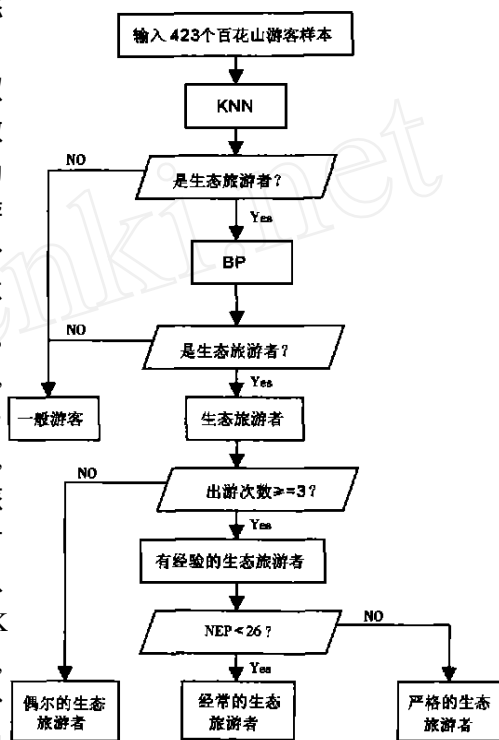 输入 423个百花山游客样本
KNN
NO
是生态旅游者？
Yes
BP
NO
是生态旅游者？
Yes
一般游客
生态旅游者
NO
出游次数≥=3？
Yes
有经验的生态旅游者
NEP<26？
NO
Yes
偶尔的生态
旅游者
经常的生态
旅游者
严格的生态
旅游者
K
enki.net